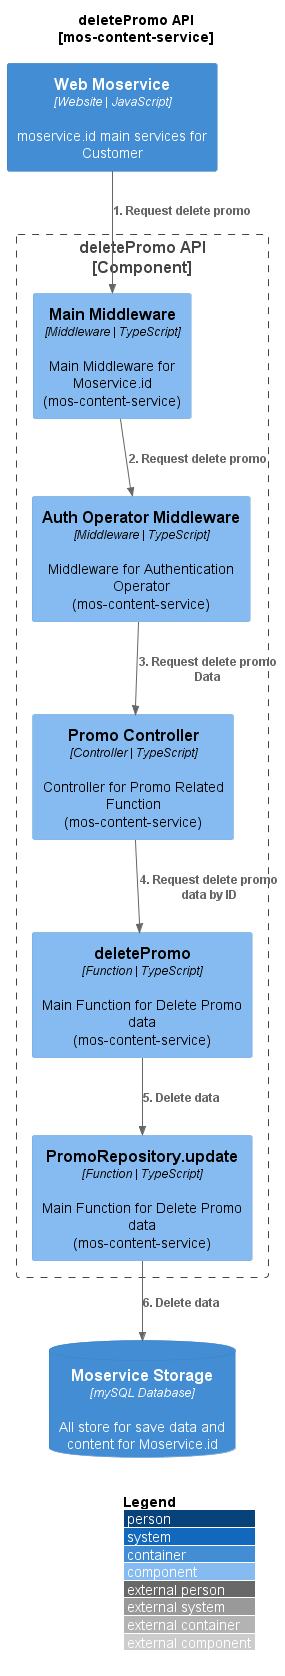 deletePromo API
[mos-content-service]
Web Moservice
[Website | JavaScript]
moservice.id main services for
Customer
1. Request delete promo
deletePromo API
[Component]
Main Middleware
[Middleware | TypeScript]
Main Middleware for
Moservice.id
(mos-content-service)
2. Request delete promo
Auth Operator Middleware
[Middleware | TypeScript]
Middleware for Authentication
Operator
(mos-content-service)
3. Request delete promo
Data
Promo Controller
[Controller | TypeScript]
Controller for Promo Related
Function
(mos-content-service)
4. Request delete promo
data by ID
deletePromo
[Function | TypeScript]
Main Function for Delete Promo
data
(mos-content-service)
5. Delete data
PromoRepository.update
[Function | TypeScript]
Main Function for Delete Promo
data
(mos-content-service)
6. Delete data
Moservice Storage
[mySQL Database]
All store for save data and
content for Moservice.id
Legend
person
system
container
component
external person
external system
external container
external component